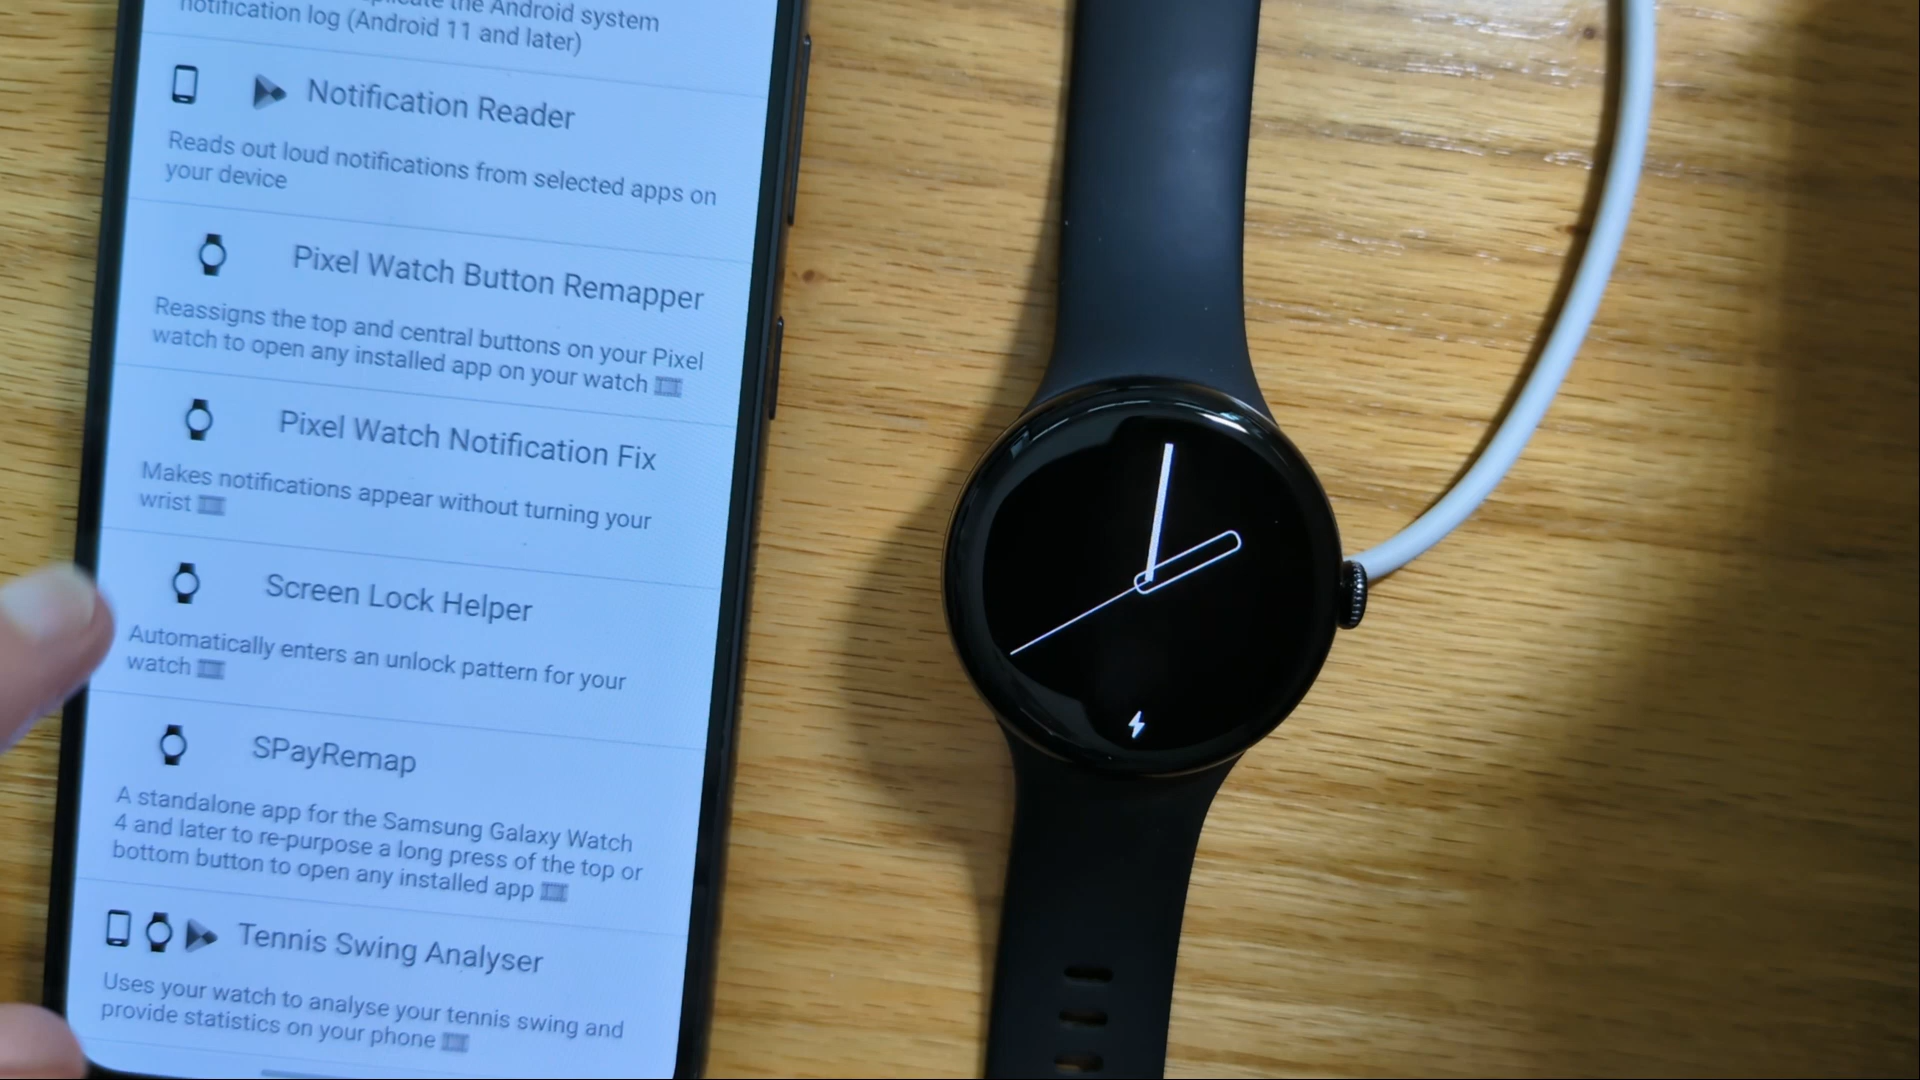 the Android system
notification log (Android 11 and later)
Notification Reader
Reads out loud notifications from selected apps on
your device
Pixel Watch Button Remapper
Reassigns the top and central buttons on your Pixel
watch to open any installed app on your watch
Pixel Watch Notification Fix
Makes notifications appear without turning your
wrist
Screen Lock Helper
Automatically enters an unlock pattern for your
watch
SPayRemap
A standalone app for the Samsung Galaxy Watch
4 and later to re-purpose a long press of the top or
bottom button to open any installed app
Tennis Swing Analyser
Uses your watch to analyse your tennis swing and
provide statistics on your phone